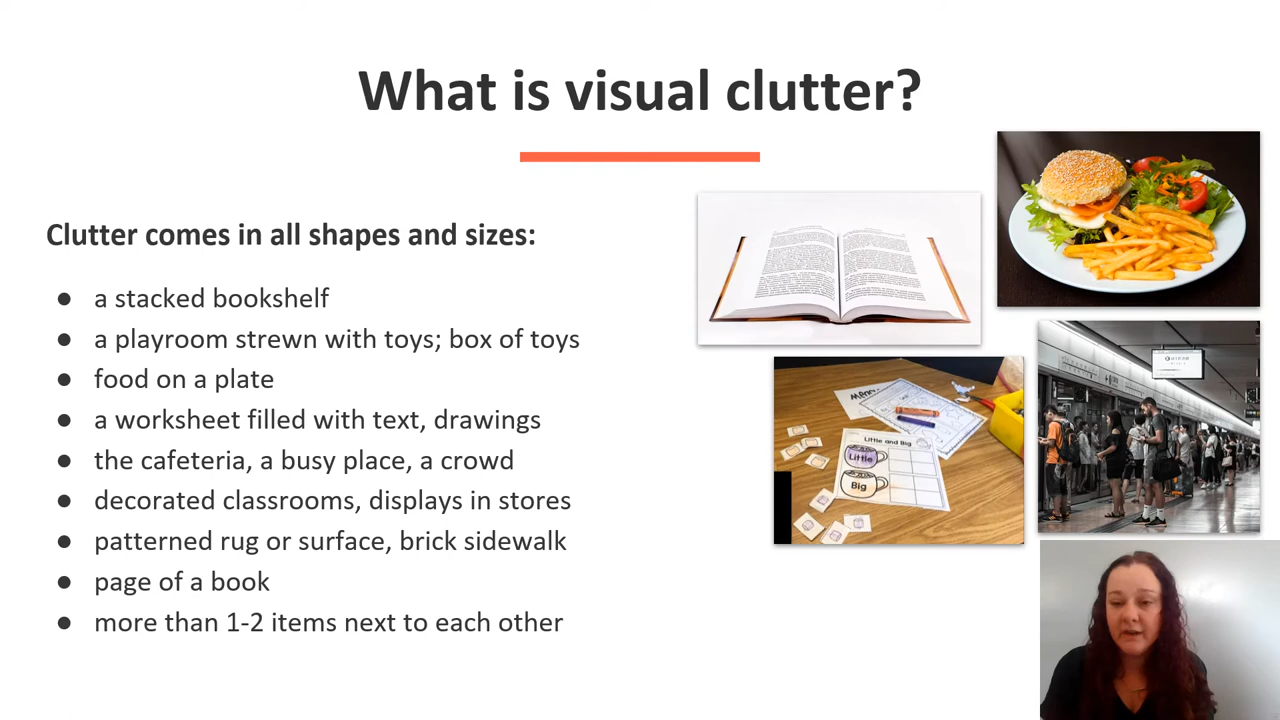 What is visual clutter?
Clutter comes in all shapes and sizes:
● a stacked bookshelf
● a playroom strewn with toys; box of toys
● food on a plate
● a worksheet filled with text, drawings
● the cafeteria, a busy place, a crowd
● decorated classrooms, displays in stores
● patterned rug or surface, brick sidewalk
● page of a book
● more than 1-2 items next to each other
Little and Big
Little
Big